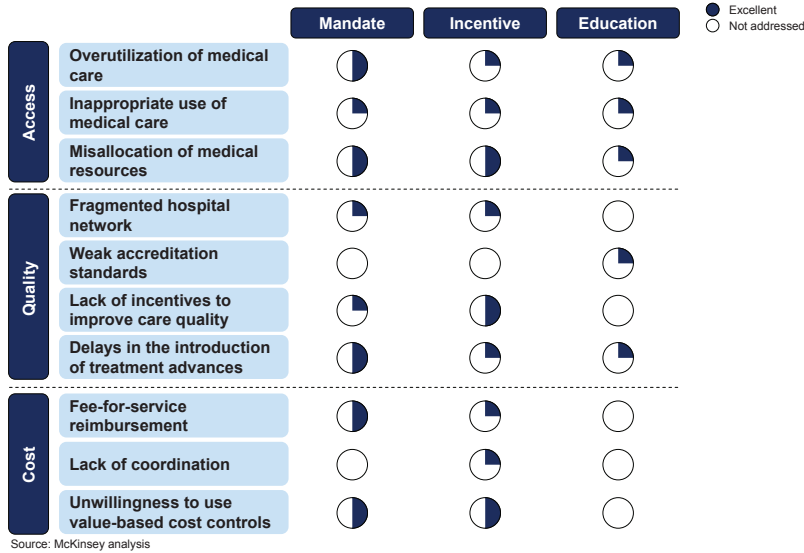 Excellent
Not addressed
Mandate
Incentive
Education
Access
Overutilization of medical
care
Inappropriate use of
medical care
Misallocation of medical
resources
Quality
Fragmented hospital
network
Weak accreditation
standards
Lack of incentives to
improve care quality
Delays in the introduction
of treatment advances
Cost
Fee-for-service
reimbursement
Lack of coordination
Unwillingness to use
value-based cost controls
Source: McKinsey analysis